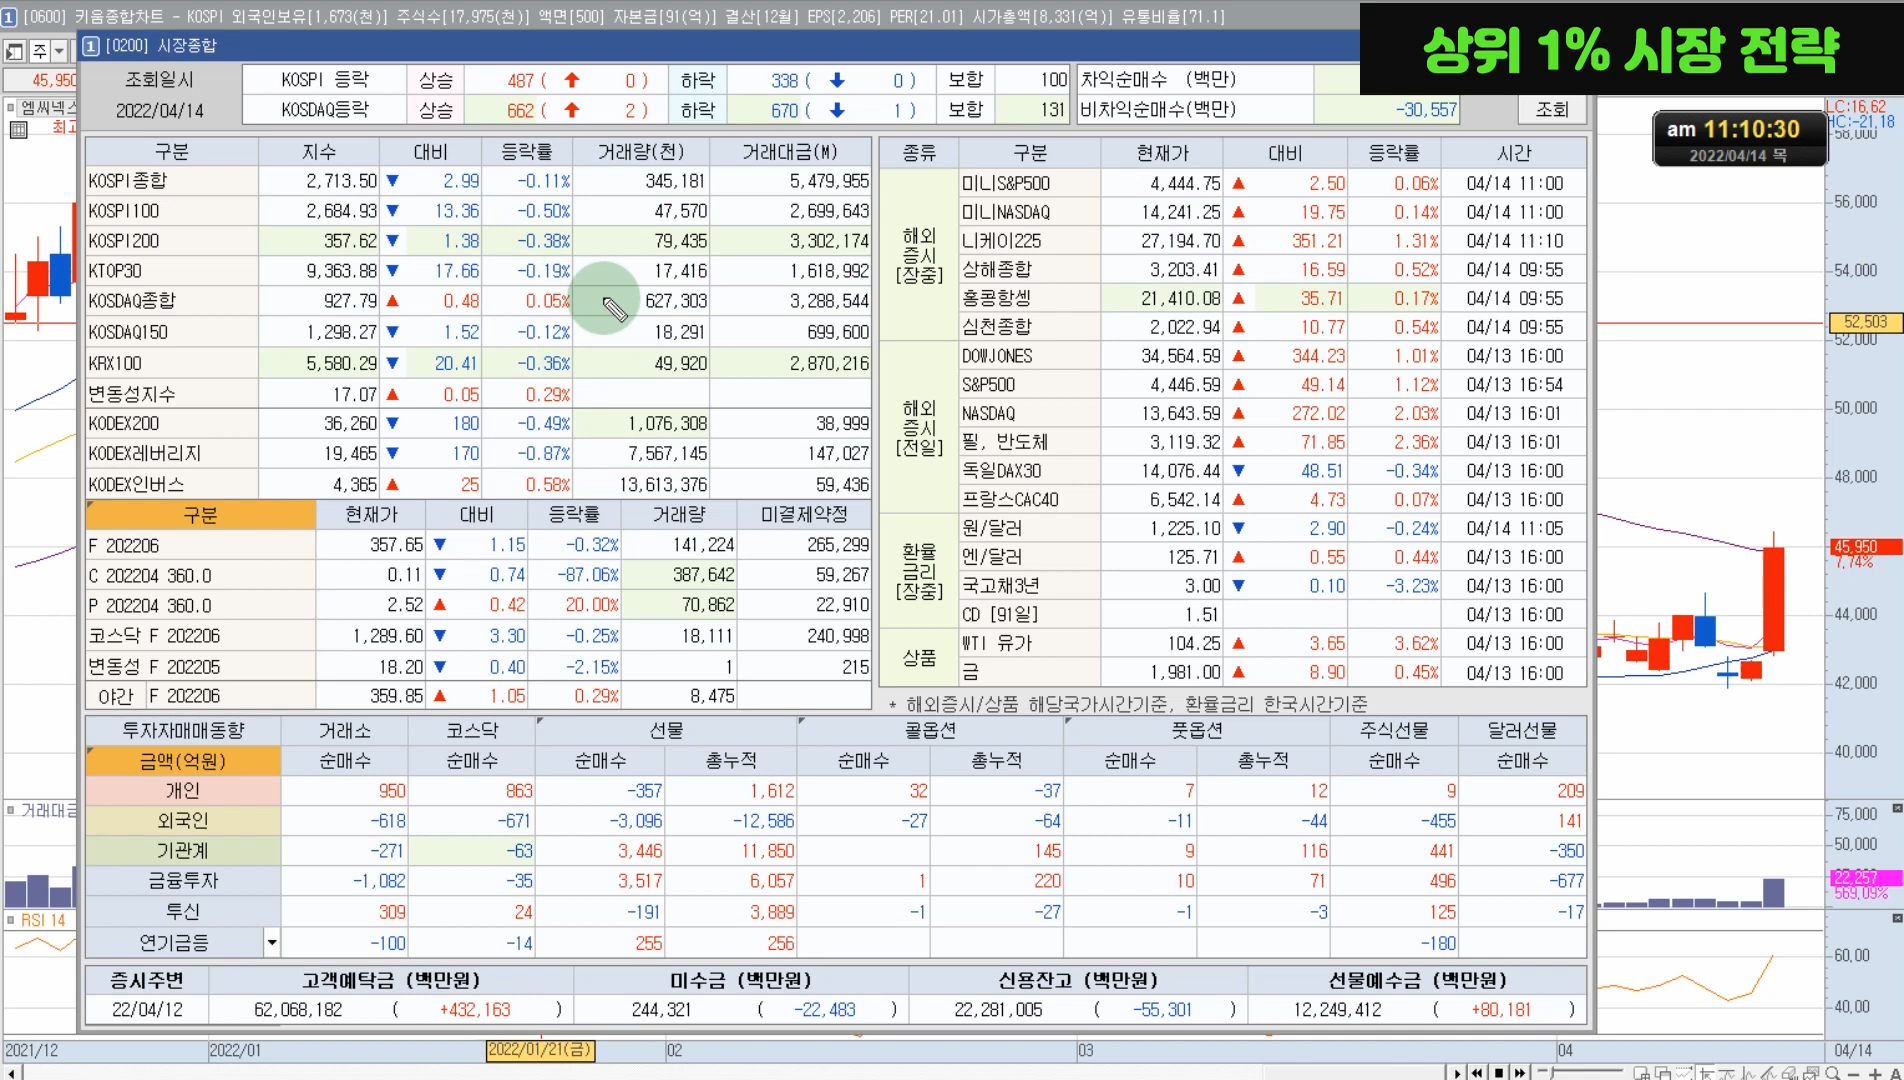 [0600] 키움종합차트 - KOSPI 외국인보유[1,673(천)] 주식수[17,975(천)] 액면[500] 자본금[91(억)] 결산[12월] EPS[2,206] PER[21.01] 시가총액[8,331(억)] 유통비율[71.1]
상위 1% 시장 전략
1 [0200] 시장종합
주
45,950
조회일시 KOSPI 등락 상승 487 ( 0 ) 하락 338 ( 0 ) 보합 100 차익순매수 (백만)
2022/04/14 KOSDAQ등락 상승 662 ( 2 ) 하락 670 ( 1 ) 보합 131 비차익순매수(백만) -30,557 조회
엠씨넥스
최고
am 11:10:30
2022/04/14 목
LC:16,62
HC:-21,18
구분 지수 대비 등락률 거래량(천) 거래대금(M)
KOSPI종합 2,713.50 ▼ 2.99 -0.11% 345,181 5,479,955
KOSPI100 2,684.93 ▼ 13.36 -0.50% 47,570 2,699,643
KOSPI200 357.62 ▼ 1.38 -0.38% 79,435 3,302,174
KTOP30 9,363.88 ▼ 17.66 -0.19% 17,416 1,618,992
KOSDAQ종합 927.79 ▲ 0.48 0.05% 627,303 3,288,544
KOSDAQ150 1,298.27 ▼ 1.52 -0.12% 18,291 699,600
KRX100 5,580.29 ▼ 20.41 -0.36% 49,920 2,870,216
변동성지수 17.07 ▲ 0.05 0.29%
KODEX200 36,260 ▼ 180 -0.49% 1,076,308 38,999
KODEX레버리지 19,465 ▼ 170 -0.87% 7,567,145 147,027
KODEX인버스 4,365 ▲ 25 0.58% 13,613,376 59,436
구분 현재가 대비 등락률 거래량 미결제약정
F 202206 357.65 ▼ 1.15 -0.32% 141,224 265,299
C 202204 360.0 0.11 ▼ 0.74 -87.06% 387,642 59,267
P 202204 360.0 2.52 ▲ 0.42 20.00% 70,862 22,910
코스닥 F 202206 1,289.60 ▼ 3.30 -0.25% 18,111 240,998
변동성 F 202205 18.20 ▼ 0.40 -2.15% 1 215
야간 F 202206 359.85 ▲ 1.05 0.29% 8,475
종류 구분 현재가 대비 등락률 시간
해외
증시
[장중]
미니S&P500 4,444.75 ▲ 2.50 0.06% 04/14 11:00
미니NASDAQ 14,241.25 ▲ 19.75 0.14% 04/14 11:00
니케이225 27,194.70 ▲ 351.21 1.31% 04/14 11:10
상해종합 3,203.41 ▲ 16.59 0.52% 04/14 09:55
홍콩항셍 21,410.08 ▲ 35.71 0.17% 04/14 09:55
심천종합 2,022.94 ▲ 10.77 0.54% 04/14 09:55
해외
증시
[전일]
DOWJONES 34,564.59 ▲ 344.23 1.01% 04/13 16:00
S&P500 4,446.59 ▲ 49.14 1.12% 04/13 16:54
NASDAQ 13,643.59 ▲ 272.02 2.03% 04/13 16:01
필, 반도체 3,119.32 ▲ 71.85 2.36% 04/13 16:01
독일DAX30 14,076.44 ▼ 48.51 -0.34% 04/13 16:00
프랑스CAC40 6,542.14 ▲ 4.73 0.07% 04/13 16:00
환율
금리
[장중]
원/달러 1,225.10 ▼ 2.90 -0.24% 04/14 11:05
엔/달러 125.71 ▲ 0.55 0.44% 04/13 16:00
국고채3년 3.00 ▼ 0.10 -3.23% 04/13 16:00
CD [91일] 1.51 04/13 16:00
상품
WTI 유가 104.25 ▲ 3.65 3.62% 04/13 16:00
금 1,981.00 ▲ 8.90 0.45% 04/13 16:00
* 해외증시/상품 해당국가시간기준, 환율금리 한국시간기준
투자자매매동향 거래소 코스닥 선물 콜옵션 풋옵션 주식선물 달러선물
금액(억원) 순매수 순매수 순매수 총누적 순매수 총누적 순매수 총누적 순매수 순매수
개인 950 863 -357 1,612 32 -37 7 12 9 209
외국인 -618 -671 -3,096 -12,586 -27 -64 -11 -44 -455 141
기관계 -271 -63 3,446 11,850 145 9 116 441 -350
금융투자 -1,082 -35 3,517 6,057 1 220 10 71 496 -677
투신 309 24 -191 3,889 -1 -27 -1 -3 125 -17
연기금등 -100 -14 255 256 -180
증시주변 고객예탁금 (백만원) 미수금 (백만원) 신용잔고 (백만원) 선물예수금 (백만원)
22/04/12 62,068,182 ( +432,163 ) 244,321 ( -22,483 ) 22,281,005 ( -55,301 ) 12,249,412 ( +80,181 )
거래대금
RSI 14
58,000
56,000
54,000
52,503
52,000
50,000
48,000
45,950
7,74%
44,000
42,000
40,000
75,000
50,000
22,257
569,09%
60,00
40,00
2021/12 2022/01 2022/01/21(금) 02 03 04 04/14